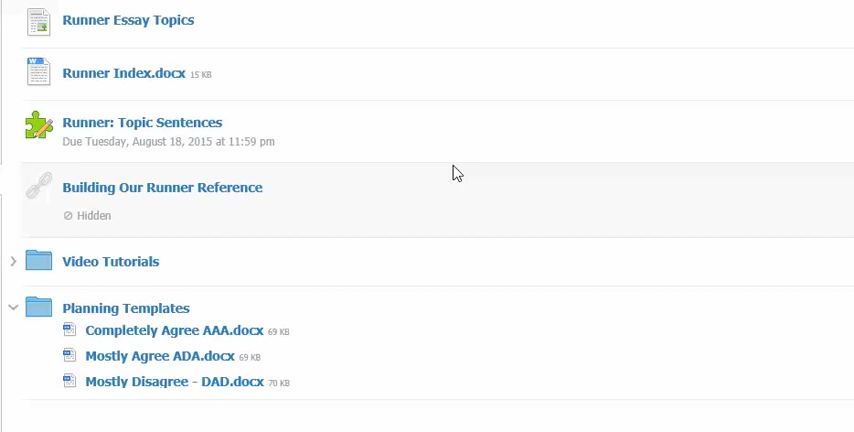 Runner Essay Topics
Runner Index.docx 15 KB
Runner: Topic Sentences
Due Tuesday, August 18, 2015 at 11:59 pm
Building Our Runner Reference
Hidden
Video Tutorials
Planning Templates
Completely Agree AAA.docx 69 KB
Mostly Agree ADA.docx 69 KB
Mostly Disagree - DAD.docx 70 KB